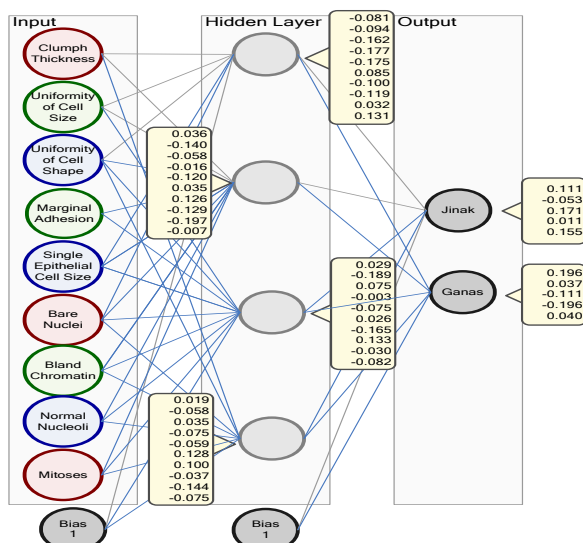 Input
Hidden Layer
Output
Clumph
Thickness
Uniformity
of Cell
Size
Uniformity
of Cell
Shape
Marginal
Adhesion
Single
Epithelial
Cell Size
Bare
Nuclei
Bland
Chromatin
Normal
Nucleoli
Mitoses
Bias
1
0.036
-0.140
-0.058
-0.016
-0.120
0.035
0.126
-0.129
-0.197
-0.007
0.019
-0.058
0.035
-0.075
-0.059
0.128
0.100
-0.037
-0.144
-0.075
Bias
1
-0.081
-0.094
-0.162
-0.177
-0.175
0.085
-0.100
-0.119
0.032
0.131
0.029
-0.189
0.075
-0.003
-0.075
0.026
-0.165
0.133
-0.030
-0.082
Jinak
Ganas
0.111
-0.053
0.171
0.011
0.155
0.196
0.037
-0.111
-0.196
0.040